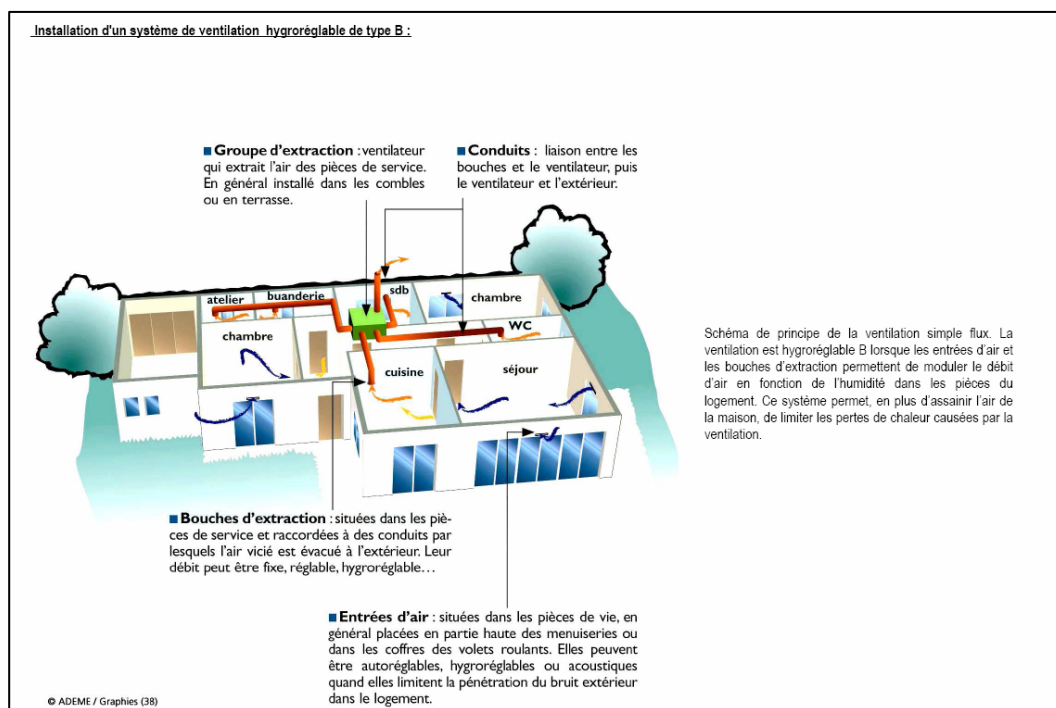 Installation d'un système de ventilation hygroréglable de type B :
■ Groupe d'extraction : ventilateur
qui extrait l'air des pièces de service.
En général installé dans les combles
ou en terrasse.
■ Conduits : liaison entre les
bouches et le ventilateur, puis
le ventilateur et l'extérieur.
atelier
buanderie
sdb
chambre
chambre
WC
cuisine
séjour
Schéma de principe de la ventilation simple flux. La
ventilation est hygroréglable B lorsque les entrées d'air et
les bouches d'extraction permettent de moduler le débit
d'air en fonction de l'humidité dans les pièces du
logement. Ce système permet, en plus d'assainir l'air de
la maison, de limiter les pertes de chaleur causées par la
ventilation.
■ Bouches d'extraction : situées dans les piè-
ces de service et raccordées à des conduits par
lesquels l'air vicié est évacué à l'extérieur. Leur
débit peut être fixe, réglable, hygroréglable…
■ Entrées d'air : situées dans les pièces de vie, en
général placées en partie haute des menuiseries ou
dans les coffres des volets roulants. Elles peuvent
être autoréglables, hygroréglables ou acoustiques
quand elles limitent la pénétration du bruit extérieur
dans le logement.
© ADEME / Graphies (38)